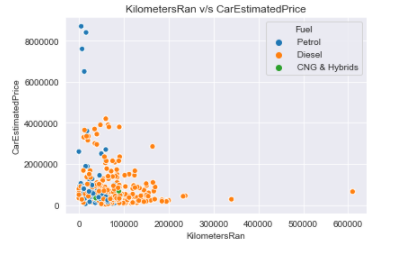 KilometersRan v/s CarEstimatedPrice
Fuel
Petrol
Diesel
CNG & Hybrids
8000000
6000000
4000000
2000000
0
CarEstimatedPrice
0 100000 200000 300000 400000 500000 600000
KilometersRan